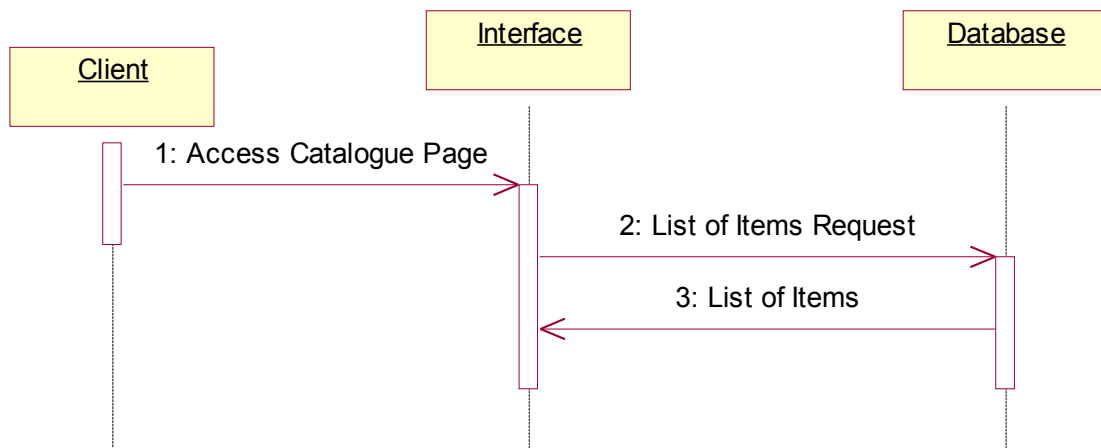 Client
Interface
Database
1: Access Catalogue Page
2: List of Items Request
3: List of Items